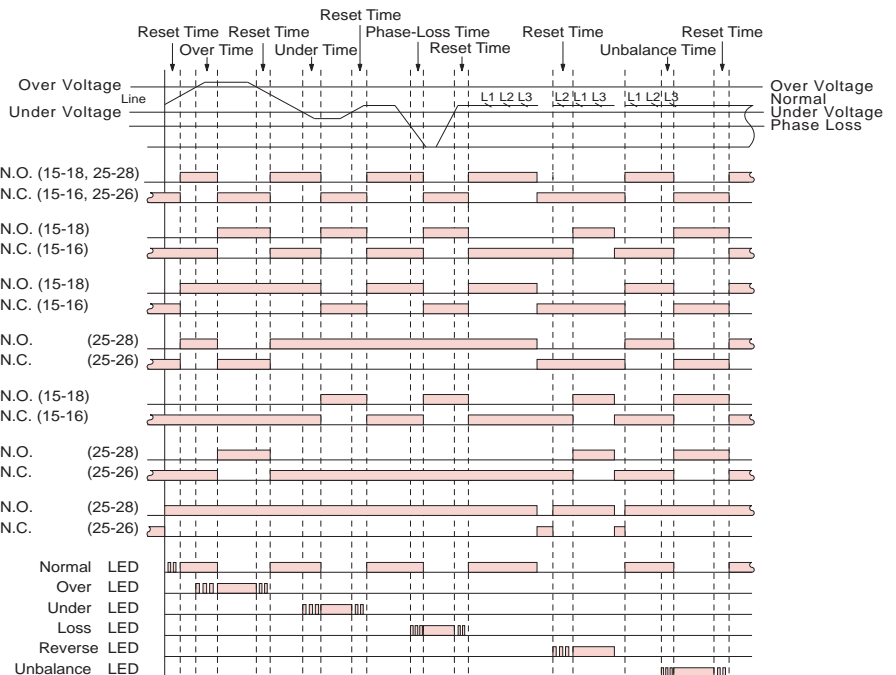 Reset Time
Reset Time Reset Time Phase-Loss Time Reset Time Reset Time
Over Time Under Time Reset Time Unbalance Time
Over Voltage Over Voltage
Line L1 L2 L3 L2 L1 L3 L1 L2 L3 Normal
Under Voltage Under Voltage
Phase Loss
N.O. (15-18, 25-28)
N.C. (15-16, 25-26)
N.O. (15-18)
N.C. (15-16)
N.O. (15-18)
N.C. (15-16)
N.O. (25-28)
N.C. (25-26)
N.O. (15-18)
N.C. (15-16)
N.O. (25-28)
N.C. (25-26)
N.O. (25-28)
N.C. (25-26)
Normal LED
Over LED
Under LED
Loss LED
Reverse LED
Unbalance LED